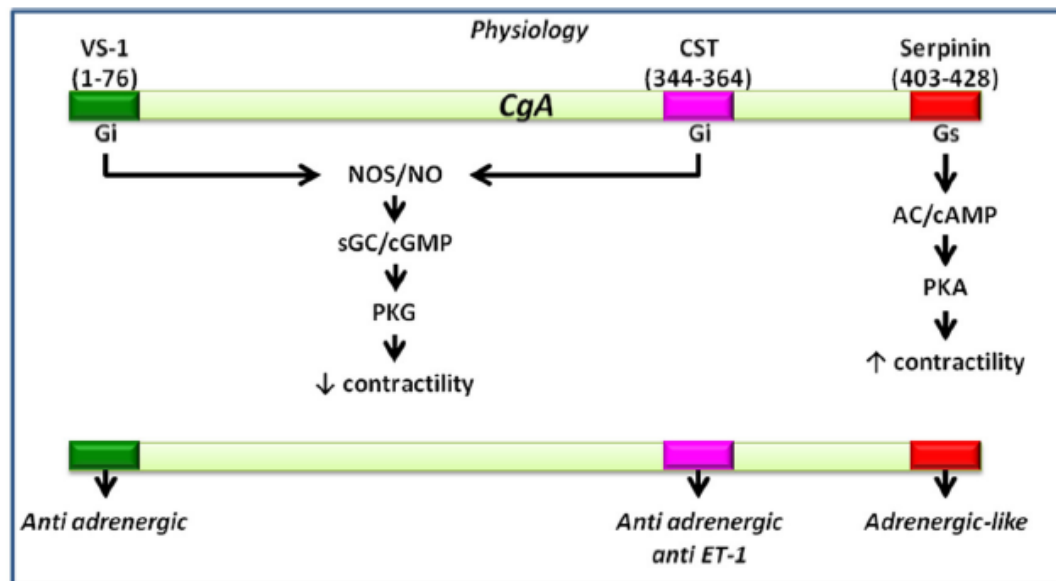 Physiology
VS-1
(1-76)
CST
(344-364)
Serpinin
(403-428)
CgA
Gi
Gi
Gs
NOS/NO
sGC/cGMP
PKG
↓ contractility
AC/cAMP
PKA
↑ contractility
Anti adrenergic
Anti adrenergic
anti ET-1
Adrenergic-like